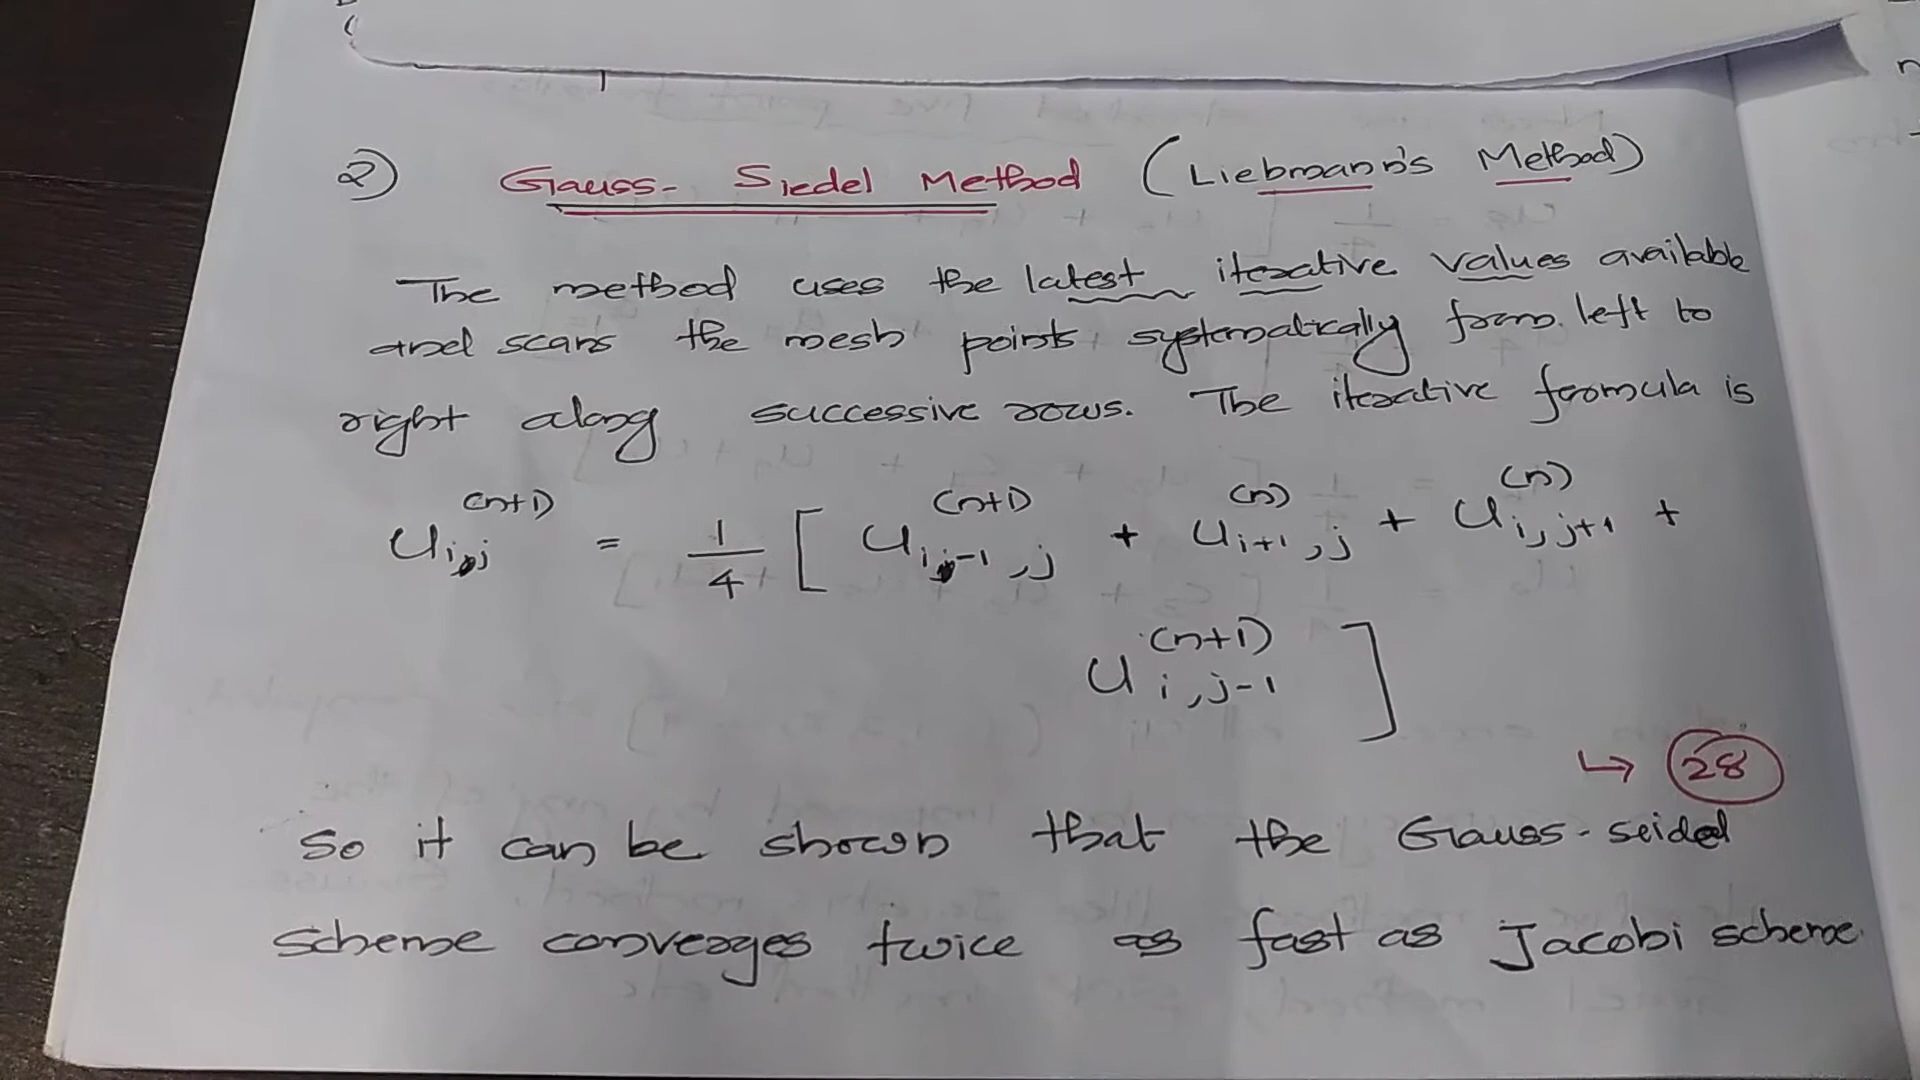 2) Gauss- Siedel Method (Liebmann's Method)
The method uses the latest iterative values available
and scans the mesh points systematically from left to
right along successive rows. The iterative formula is
u_{i,j}^{(n+1)} = 1/4 [ u_{i-1,j}^{(n+1)} + u_{i+1,j}^{(n)} + u_{i,j+1}^{(n)} +
u_{i,j-1}^{(n+1)} ]
↳ 28
So it can be shown that the Gauss-seidel
scheme converges twice as fast as Jacobi scheme.